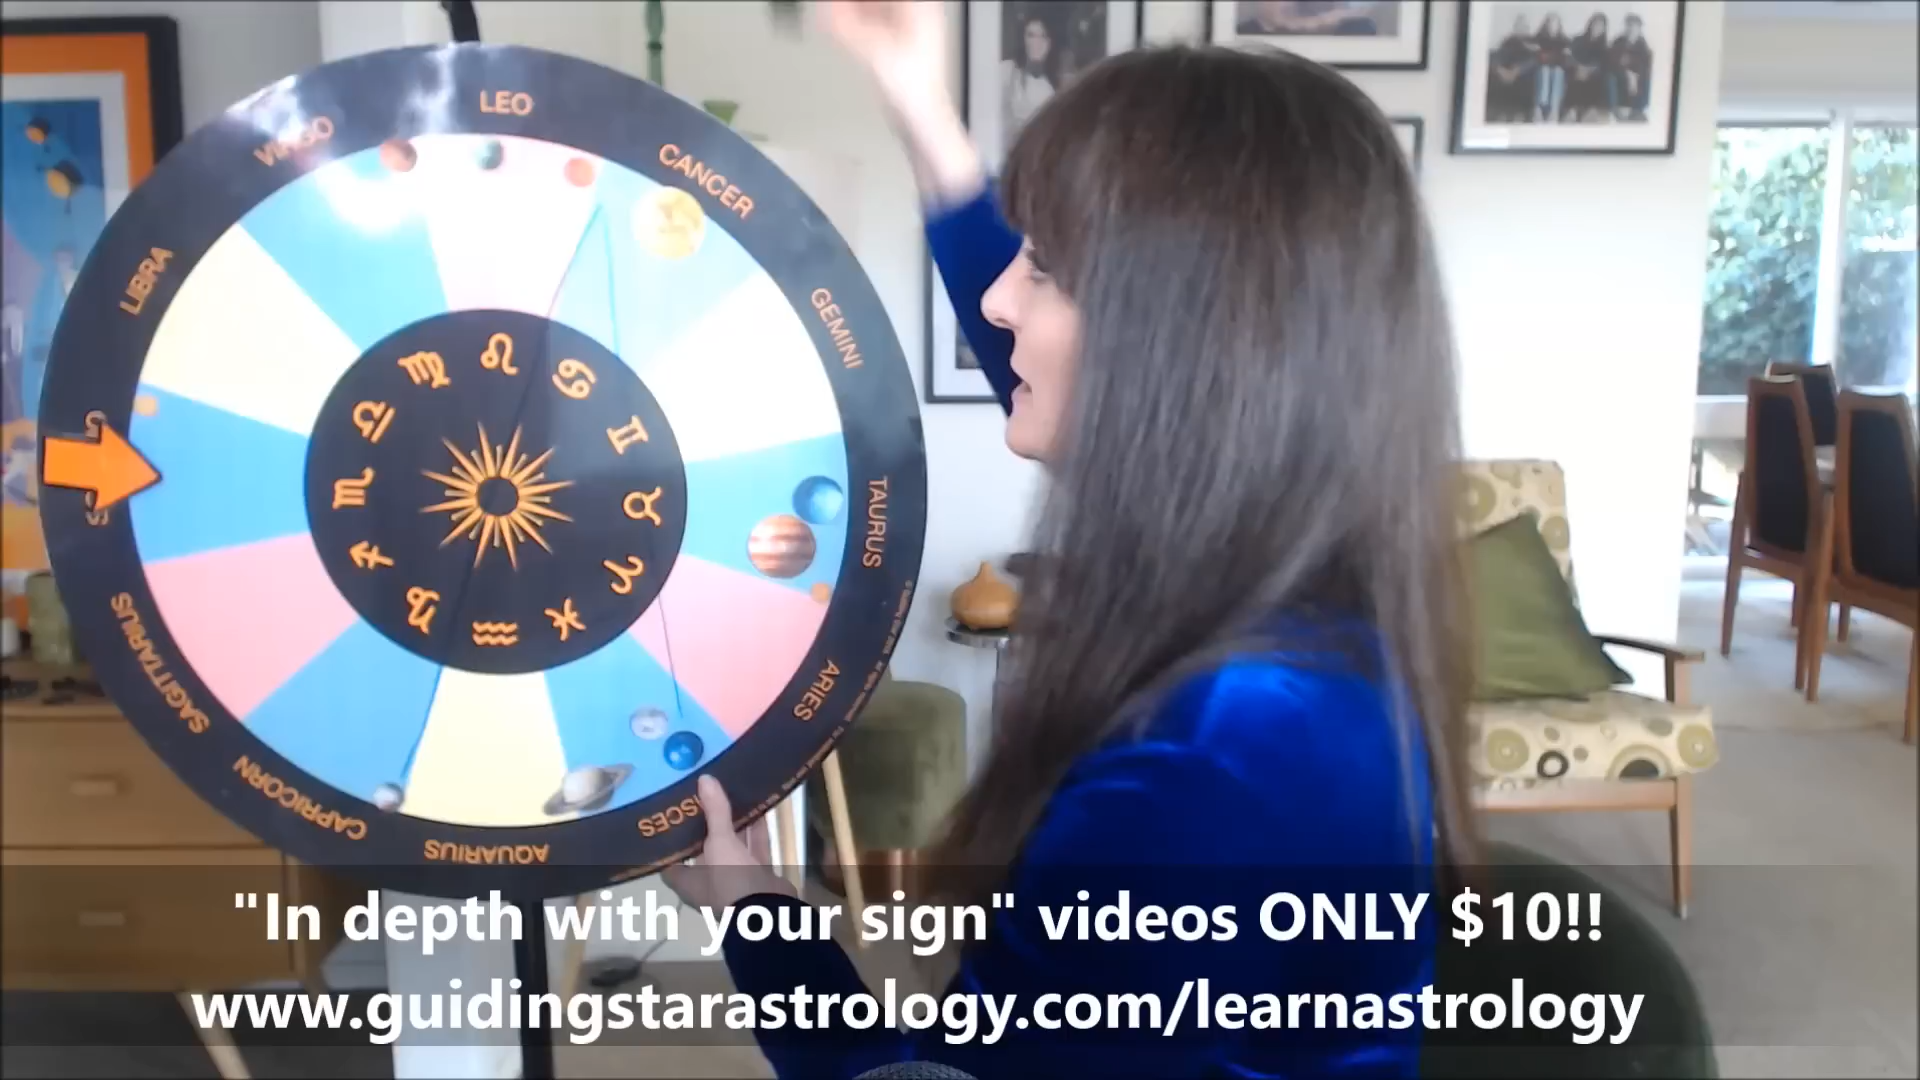 LEO
VIRGO
CANCER
LIBRA
GEMINI
TAURUS
SAGITTARIUS
ARIES
CAPRICORN
AQUARIUS
"In depth with your sign" videos ONLY $10!!
www.guidingstarastrology.com/learnastrology